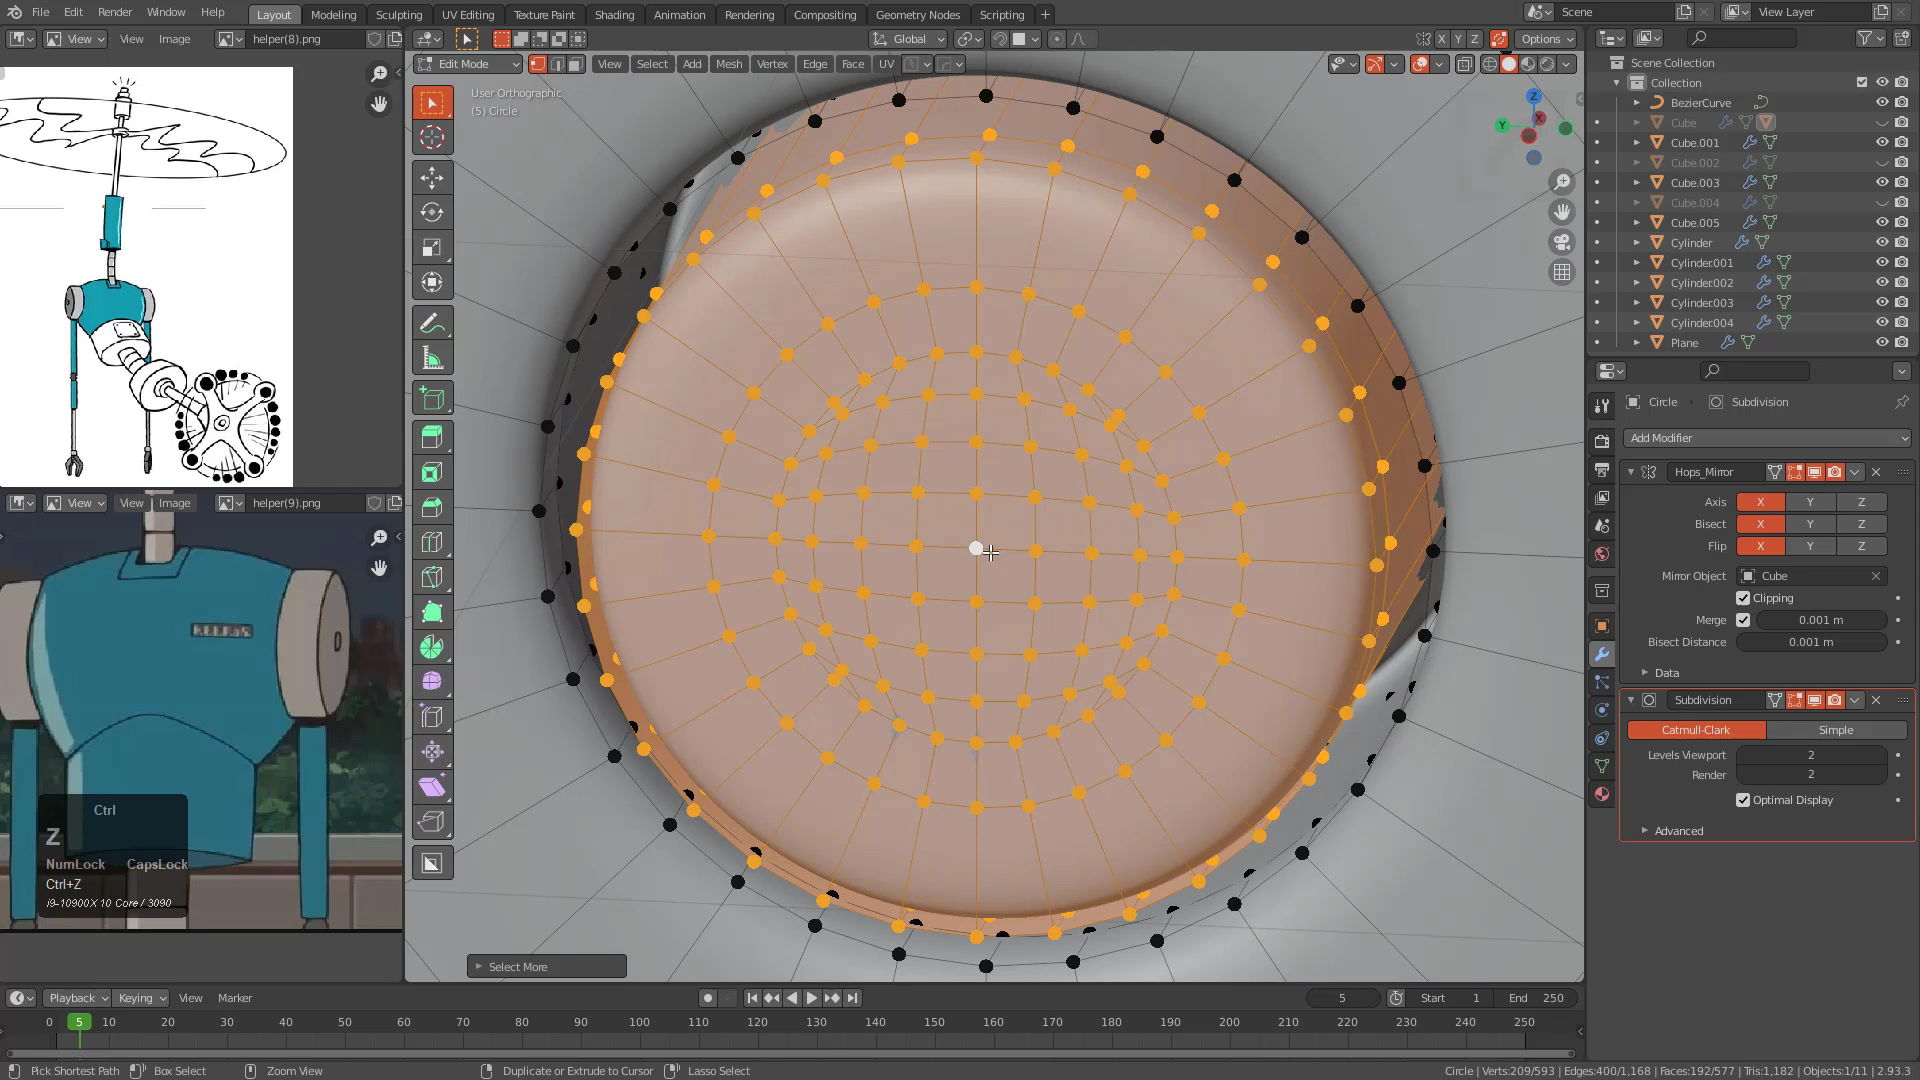 File Edit Render Window Help
Layout Modeling Sculpting UV Editing Texture Paint Shading Animation Rendering Compositing Geometry Nodes Scripting +
Scene
View Layer
View View Image helper(8).png
Global
X Y Z
Options
Edit Mode View Select Add Mesh Vertex Edge Face UV
User Orthographic
(5) Circle
Z
Y
X
Scene Collection
Collection
BezierCurve
Cube
Cube.001
Cube.002
Cube.003
Cube.004
Cube.005
Cylinder
Cylinder.001
Cylinder.002
Cylinder.003
Cylinder.004
Plane
Circle Subdivision
Add Modifier
Hops_Mirror
Axis X Y Z
Bisect X Y Z
Flip X Y Z
Mirror Object Cube
Clipping
Merge 0.001 m
Bisect Distance 0.001 m
Data
Subdivision
Catmull-Clark Simple
Levels Viewport 2
Render 2
Optimal Display
Advanced
View View Image helper(9).png
Ctrl
Z
NumLock CapsLock
Ctrl+Z
i9-10900X 10 Core / 3090
Select More
Playback Keying View Marker
5
Start 1
End 250
0 5 10 20 30 40 50 60 70 80 90 100 110 120 130 140 150 160 170 180 190 200 210 220 230 240 250
Pick Shortest Path Box Select Zoom View Duplicate or Extrude to Cursor Lasso Select
Circle | Verts:209/593 | Edges:400/1,168 | Faces:192/577 | Tris:1,182 | Objects:1/11 | 2.93.3